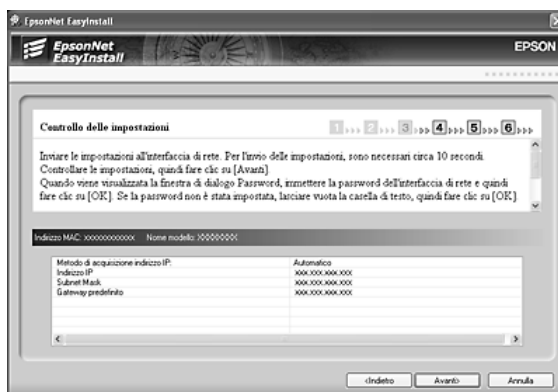 EpsonNet EasyInstall
EpsonNet
EasyInstall
EPSON
Controllo delle impostazioni
1 2 3 4 5 6
Inviare le impostazioni all'interfaccia di rete. Per l'invio delle impostazioni, sono necessari circa 10 secondi.
Controllare le impostazioni, quindi fare clic su [Avanti].
Quando viene visualizzata la finestra di dialogo Password, immettere la password dell'interfaccia di rete e quindi
fare clic su [OK]. Se la password non è stata impostata, lasciare vuota la casella di testo, quindi fare clic su [OK]
Indirizzo MAC: xxxxxxxxxxxx Nome modello: XXXXXXXX
Metodo di acquisizione indirizzo IP: Automatico
Indirizzo IP xxx.xxx.xxx.xxx
Subnet Mask xxx.xxx.xxx.xxx
Gateway predefinito xxx.xxx.xxx.xxx
<Indietro Avanti> Annulla